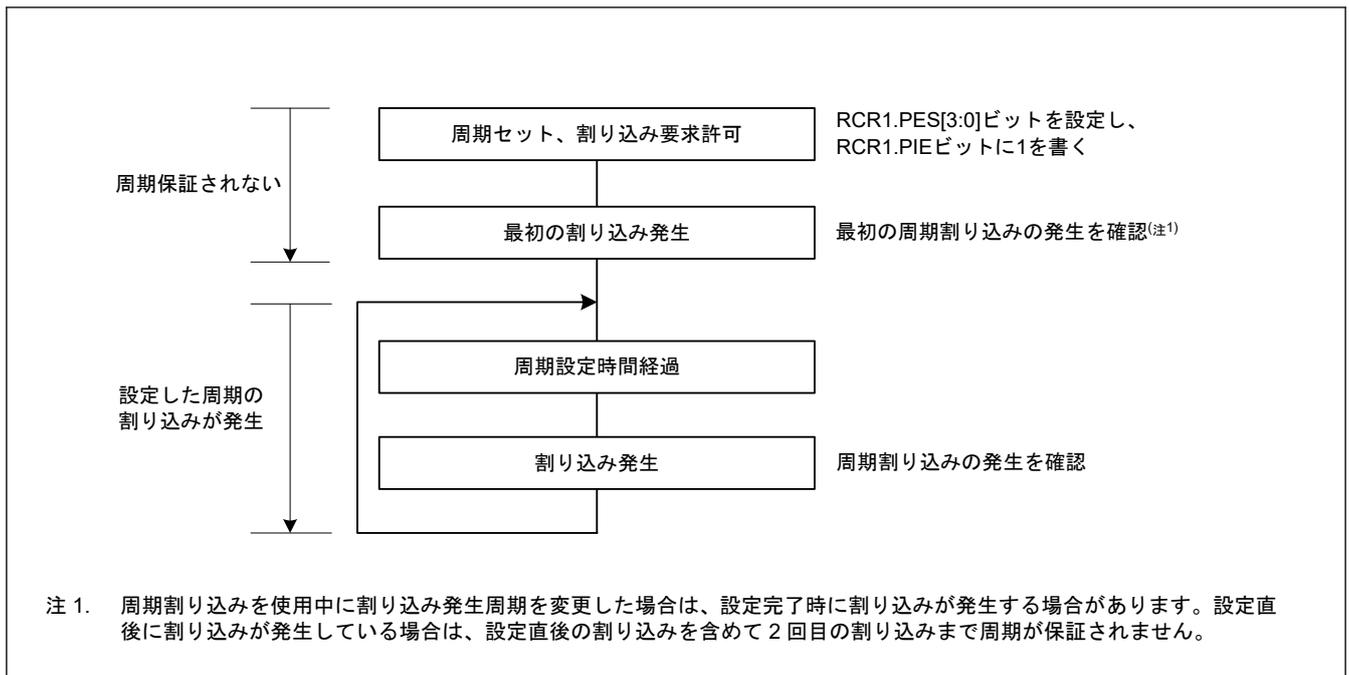 周期セット、割り込み要求許可
RCR1.PES[3:0]ビットを設定し、
RCR1.PIEビットに1を書く
周期保証されない
最初の割り込み発生
最初の周期割り込みの発生を確認(注1)
周期設定時間経過
設定した周期の
割り込みが発生
割り込み発生
周期割り込みの発生を確認
注 1. 周期割り込みを使用中に割り込み発生周期を変更した場合は、設定完了時に割り込みが発生する場合があります。設定直
後に割り込みが発生している場合は、設定直後の割り込みを含めて 2 回目の割り込みまで周期が保証されません。